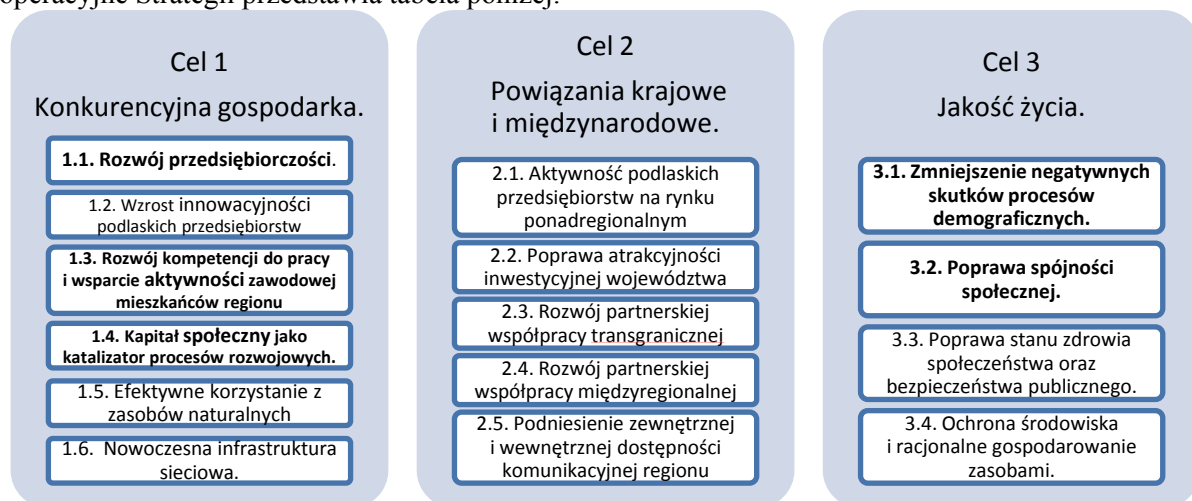 operacyjne Strategii przedstawia tabela poniżej:
Cel 1
Konkurencyjna gospodarka.
1.1. Rozwój przedsiębiorczości.
1.2. Wzrost innowacyjności
podlaskich przedsiębiorstw
1.3. Rozwój kompetencji do pracy
i wsparcie aktywności zawodowej
mieszkańców regionu
1.4. Kapitał społeczny jako
katalizator procesów rozwojowych.
1.5. Efektywne korzystanie z
zasobów naturalnych
1.6. Nowoczesna infrastruktura
sieciowa.
Cel 2
Powiązania krajowe
i międzynarodowe.
2.1. Aktywność podlaskich
przedsiębiorstw na rynku
ponadregionalnym
2.2. Poprawa atrakcyjności
inwestycyjnej województwa
2.3. Rozwój partnerskiej
współpracy transgranicznej
2.4. Rozwój partnerskiej
współpracy międzyregionalnej
2.5. Podniesienie zewnętrznej
i wewnętrznej dostępności
komunikacyjnej regionu
Cel 3
Jakość życia.
3.1. Zmniejszenie negatywnych
skutków procesów
demograficznych.
3.2. Poprawa spójności
społecznej.
3.3. Poprawa stanu zdrowia
społeczeństwa oraz
bezpieczeństwa publicznego.
3.4. Ochrona środowiska
i racjonalne gospodarowanie
zasobami.